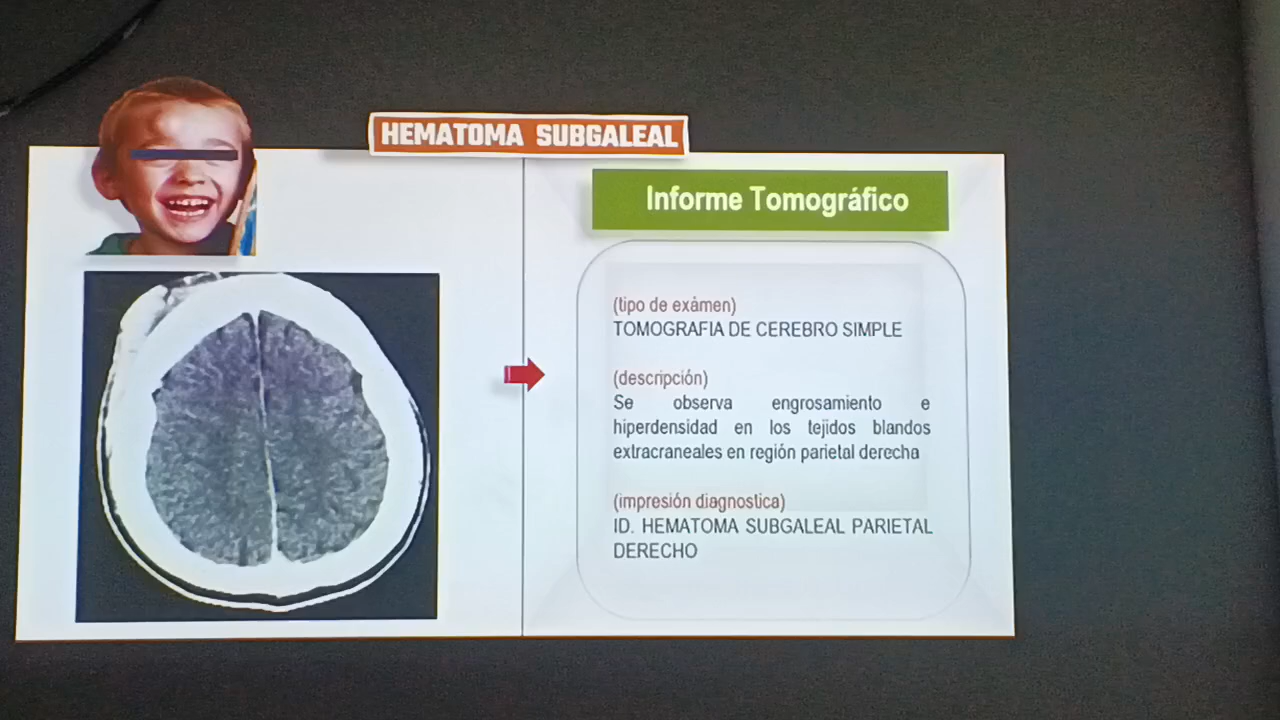 HEMATOMA SUBGALEAL
Informe Tomográfico
(tipo de exámen)
TOMOGRAFIA DE CEREBRO SIMPLE
(descripción)
Se observa engrosamiento e
hiperdensidad en los tejidos blandos
extracraneales en región parietal derecha
(impresión diagnostica)
ID. HEMATOMA SUBGALEAL PARIETAL
DERECHO